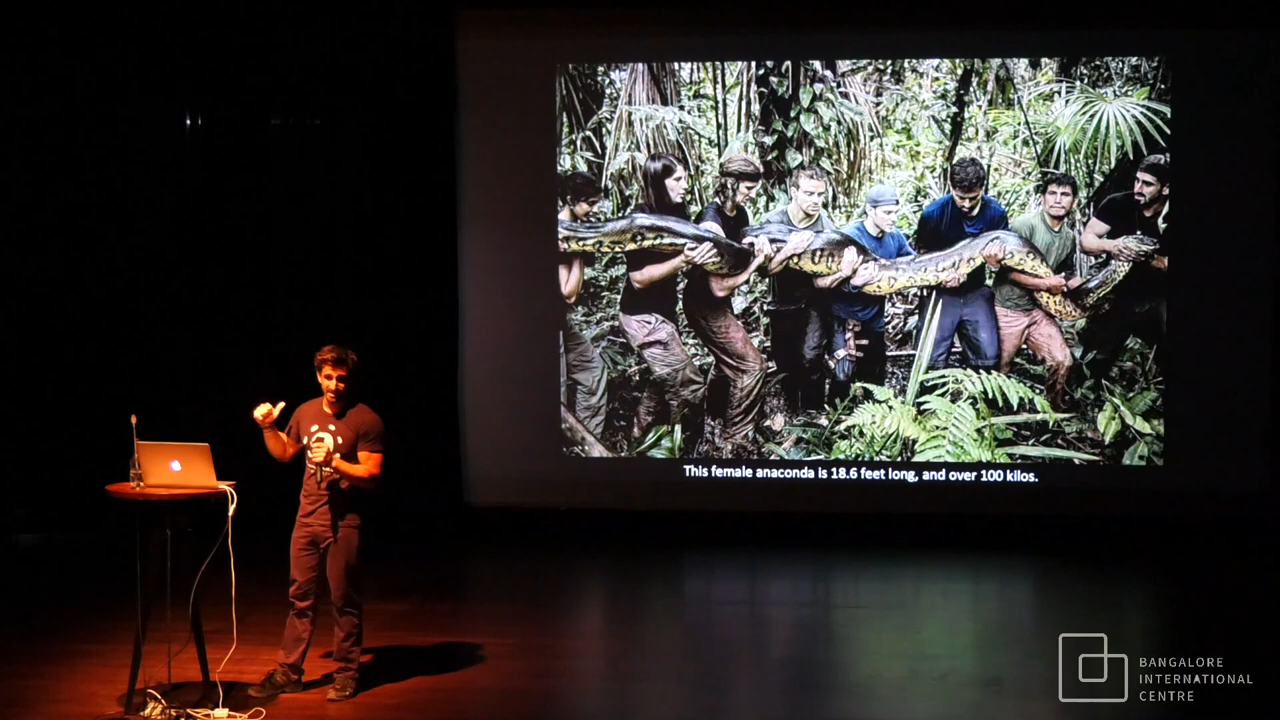 This female anaconda is 18.6 feet long, and over 100 kilos.
BANGALORE
INTERNATIONAL
CENTRE